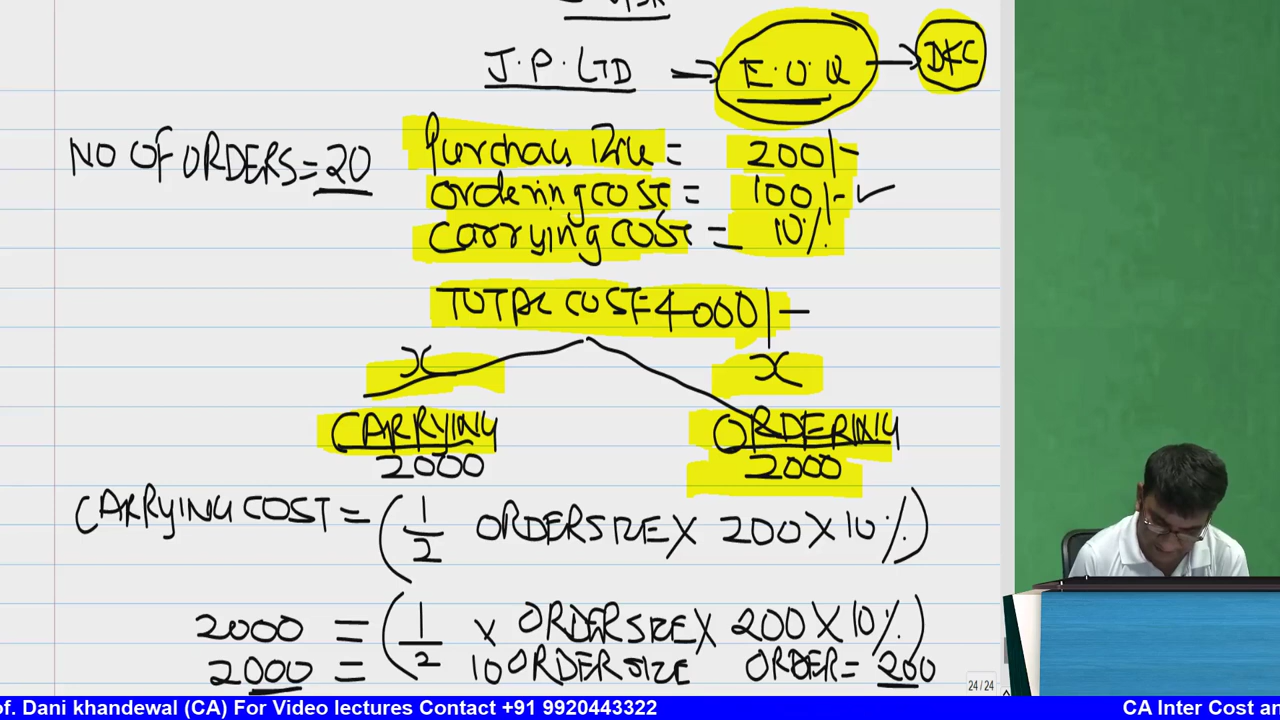 J.P. LTD → E.O.Q → DKC
NO OF ORDERS = 20
Purchase Price = 200/-
Ordering cost = 100/- ✓
Carrying cost = 10%
TOTAL COST = 4000/-
x x
CARRYING ORDERING
2000 2000
CARRYING COST = (1/2 ORDERSIZE X 200 X 10%)
2000 = (1/2 x ORDERSIZE X 200 X 10%)
2000 = 10 ORDER SIZE ORDER = 200
24 / 24
of. Dani khandewal (CA) For Video lectures Contact +91 9920443322 CA Inter Cost an